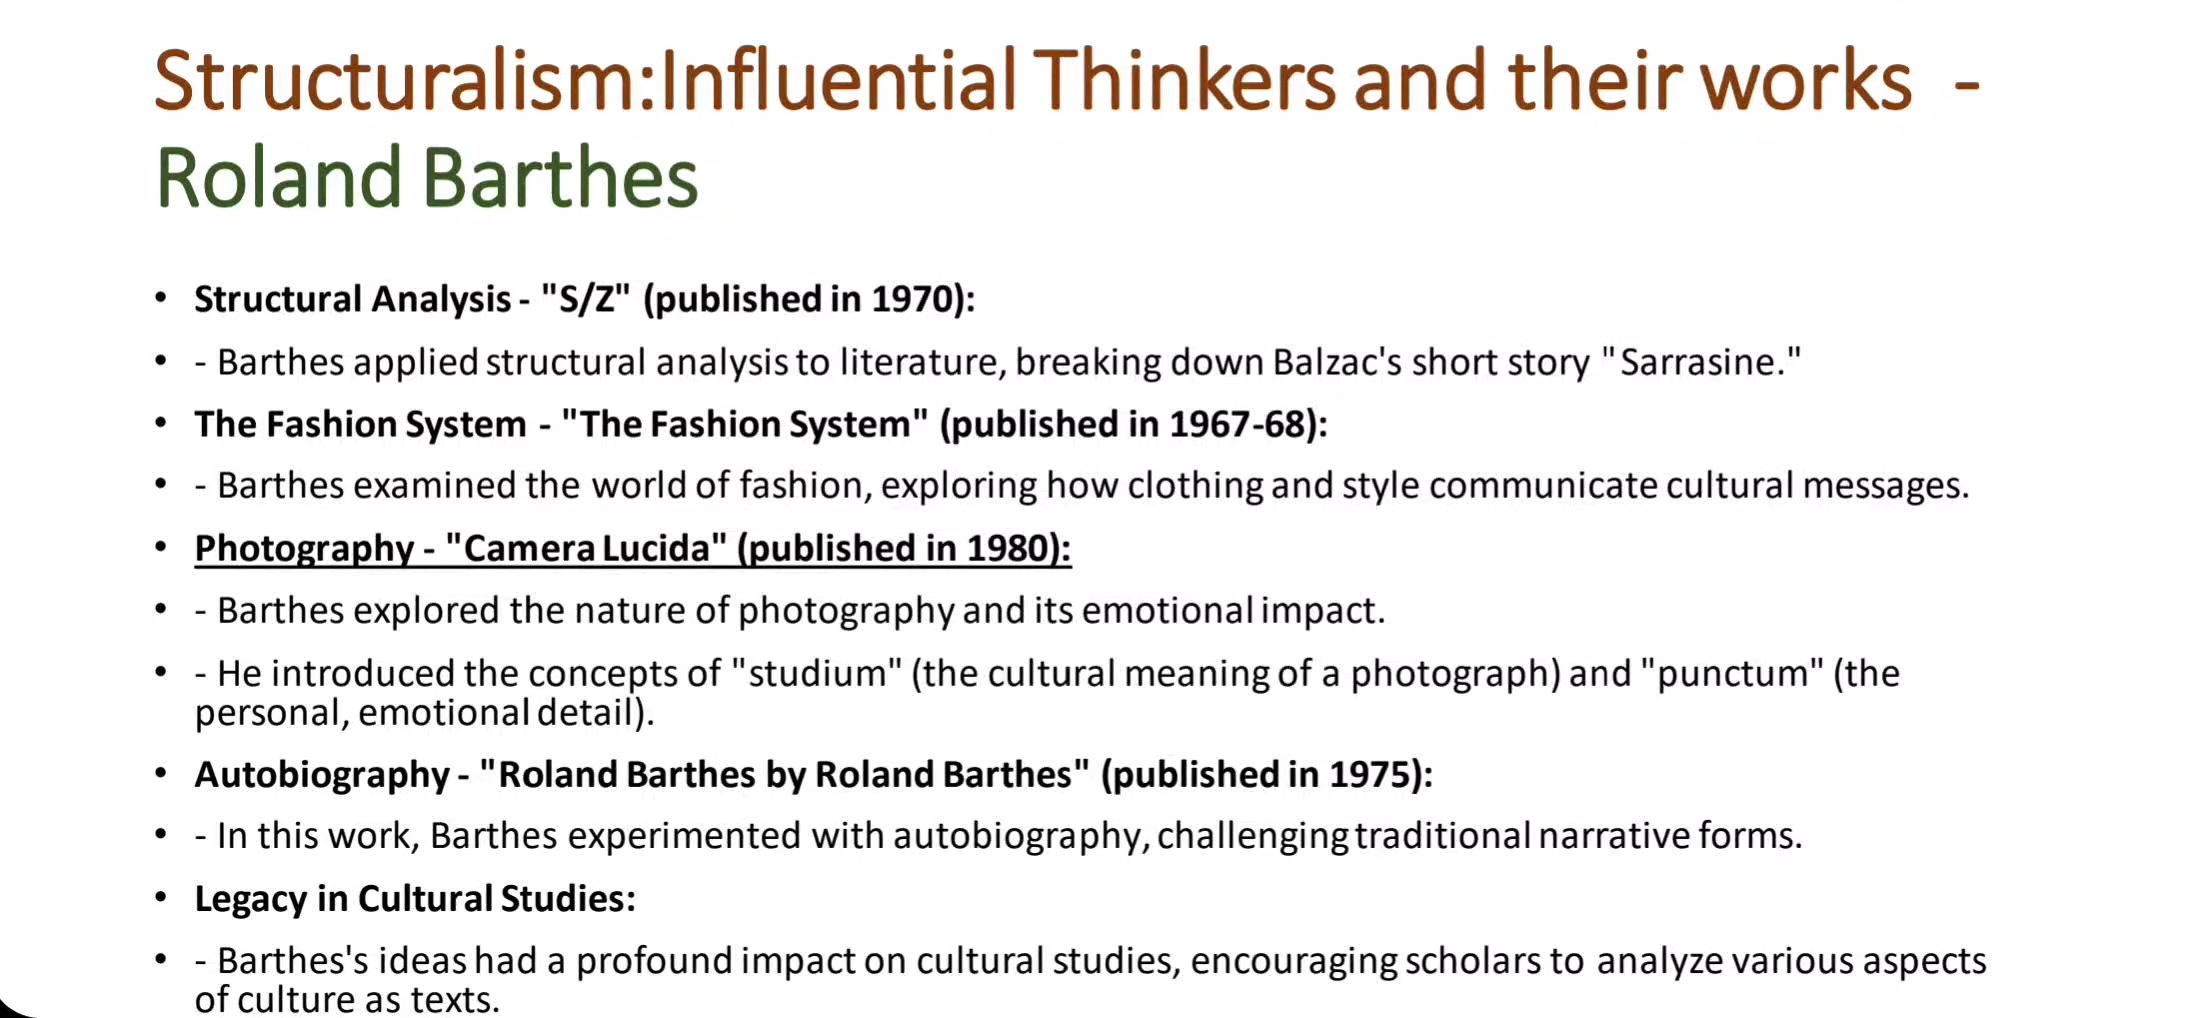 Structuralism:Influential Thinkers and their works -
Roland Barthes
• Structural Analysis - "S/Z" (published in 1970):
• - Barthes applied structural analysis to literature, breaking down Balzac's short story "Sarrasine."
• The Fashion System - "The Fashion System" (published in 1967-68):
• - Barthes examined the world of fashion, exploring how clothing and style communicate cultural messages.
• Photography - "Camera Lucida" (published in 1980):
• - Barthes explored the nature of photography and its emotional impact.
• - He introduced the concepts of "studium" (the cultural meaning of a photograph) and "punctum" (the
personal, emotional detail).
• Autobiography - "Roland Barthes by Roland Barthes" (published in 1975):
• - In this work, Barthes experimented with autobiography, challenging traditional narrative forms.
• Legacy in Cultural Studies:
• - Barthes's ideas had a profound impact on cultural studies, encouraging scholars to analyze various aspects
of culture as texts.